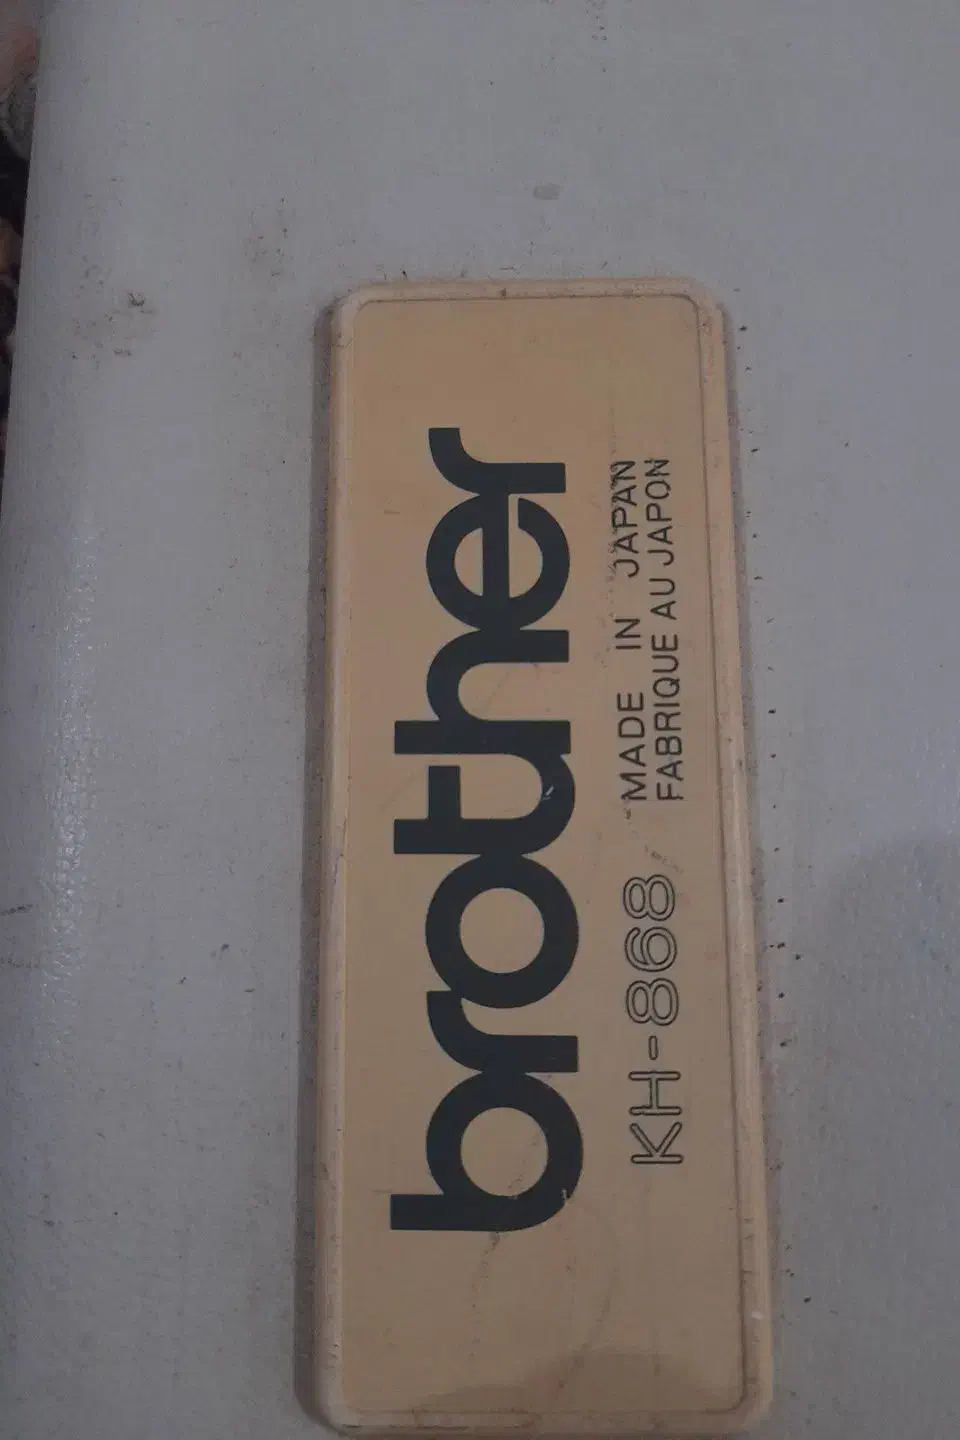 brother
KH-868
MADE IN JAPAN
FABRIQUE AU JAPON